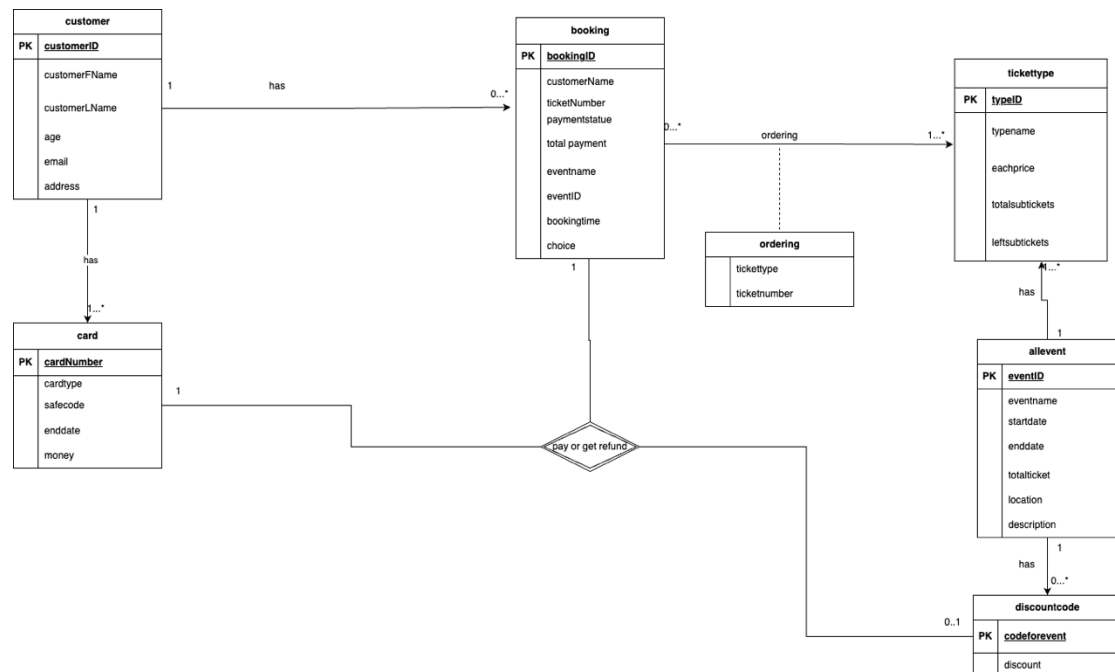 customer
PK customerID
customerFName
customerLName
age
email
address
1
has
0...*
booking
PK bookingID
customerName
ticketNumber
paymentstatue
total payment
eventname
eventID
bookingtime
choice
0...*
ordering
1...*
tickettype
PK typeID
typename
eachprice
totalsubtickets
leftsubtickets
ordering
tickettype
ticketnumber
1
has
1...*
card
PK cardNumber
cardtype
safecode
enddate
money
1
1
pay or get refund
1...*
has
1
allevent
PK eventID
eventname
startdate
enddate
totalticket
location
description
1
has
0...*
0..1
discountcode
PK codeforevent
discount